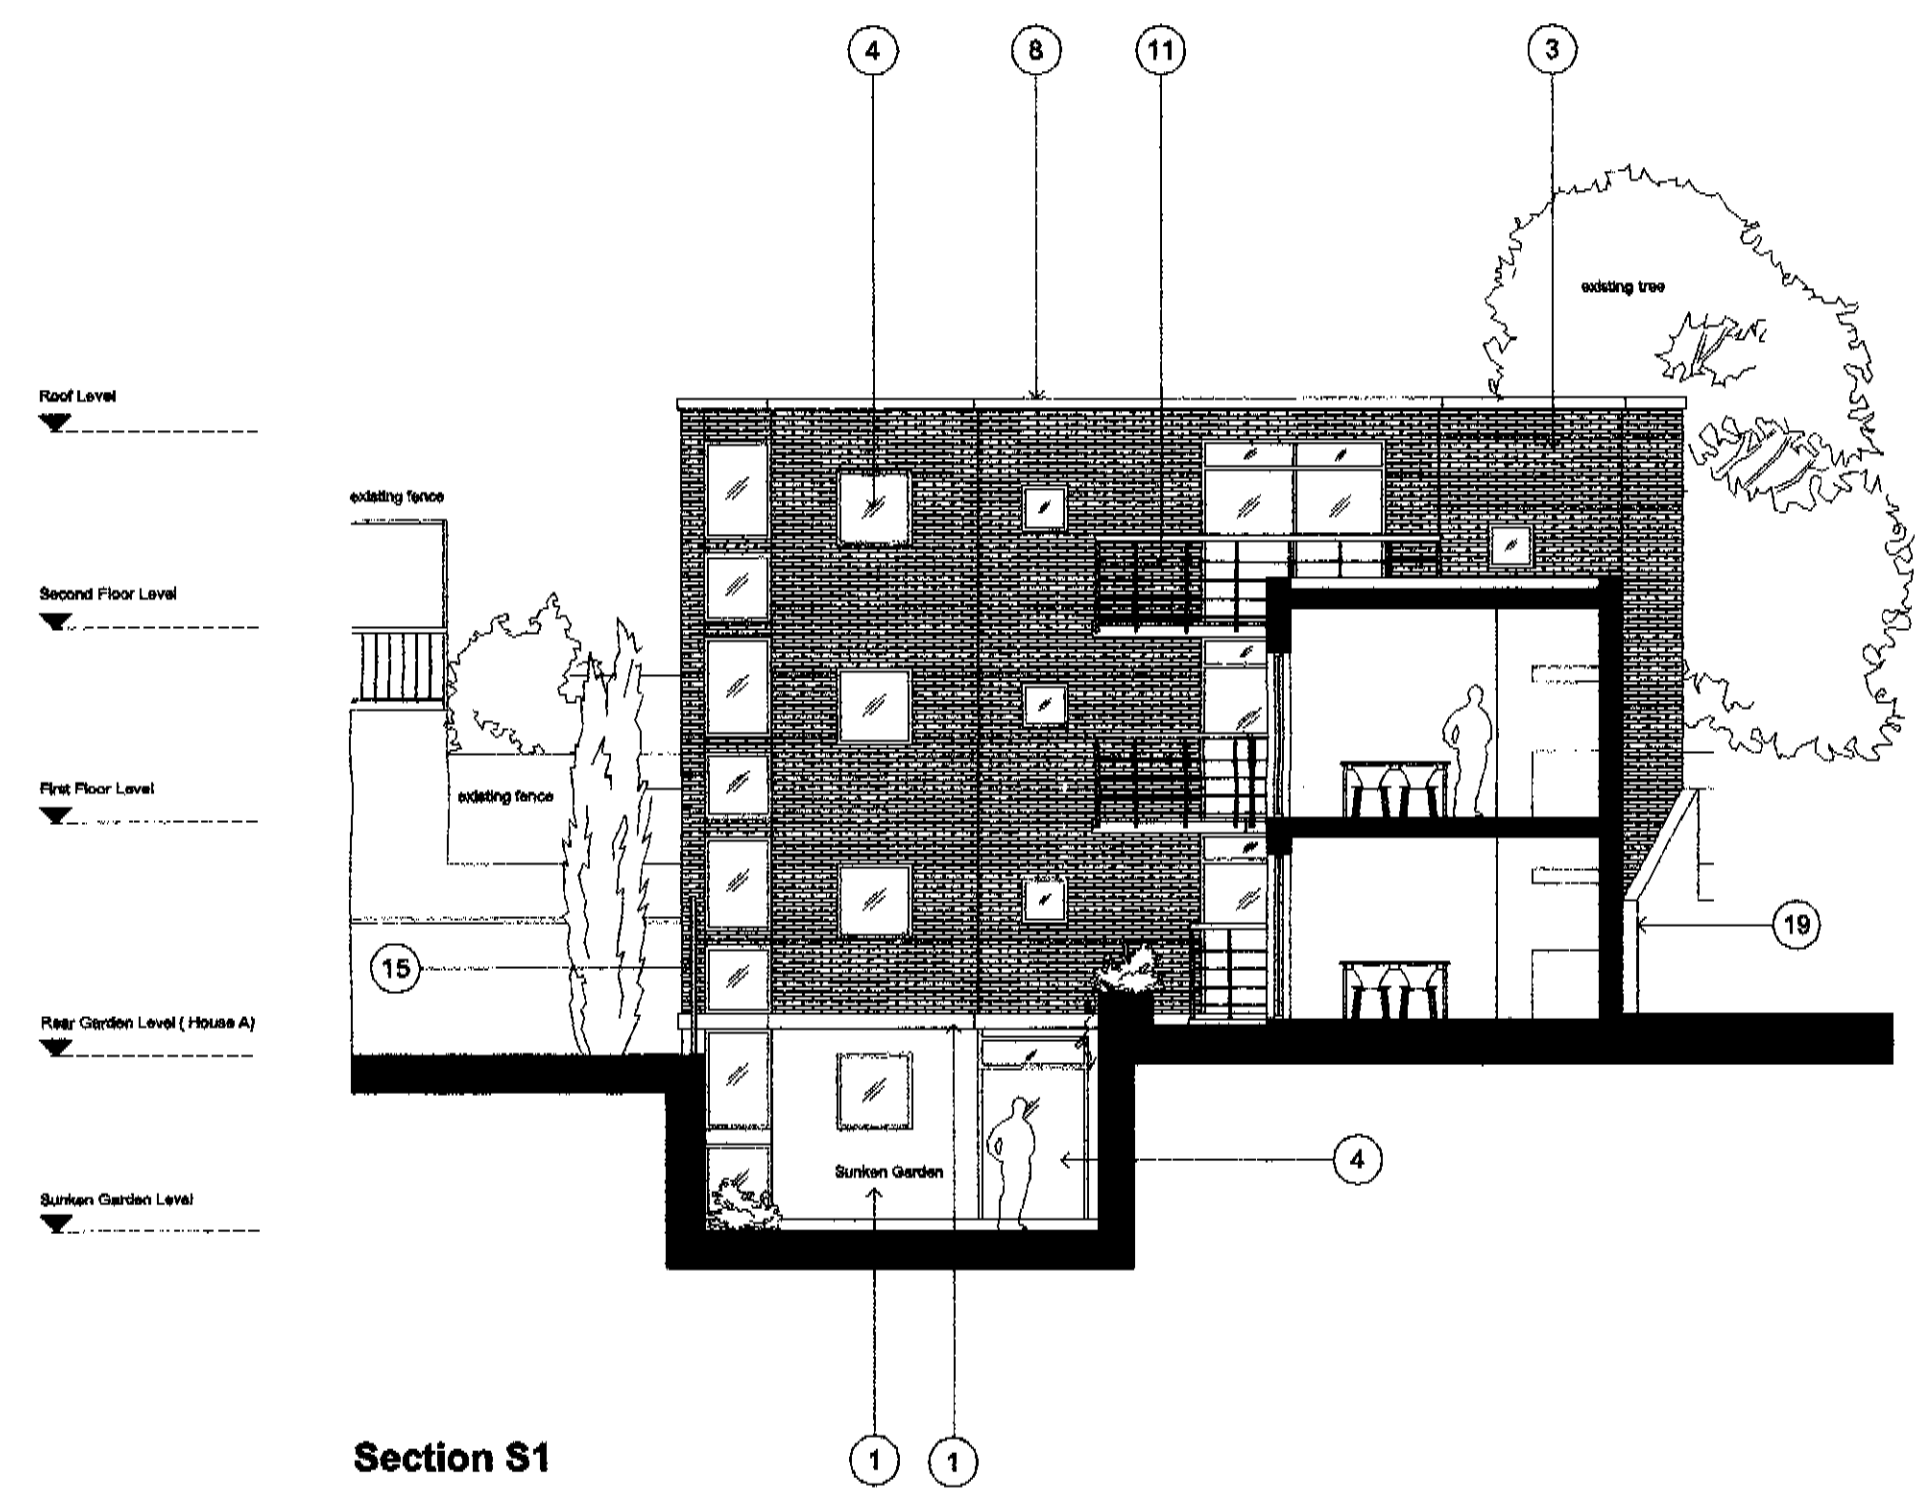 4
8
11
3
existing tree
Roof Level
existing fence
Second Floor Level
First Floor Level
existing fence
19
15
Rear Garden Level ( House A)
4
Sunken Garden
Sunken Garden Level
Section S1
1
1